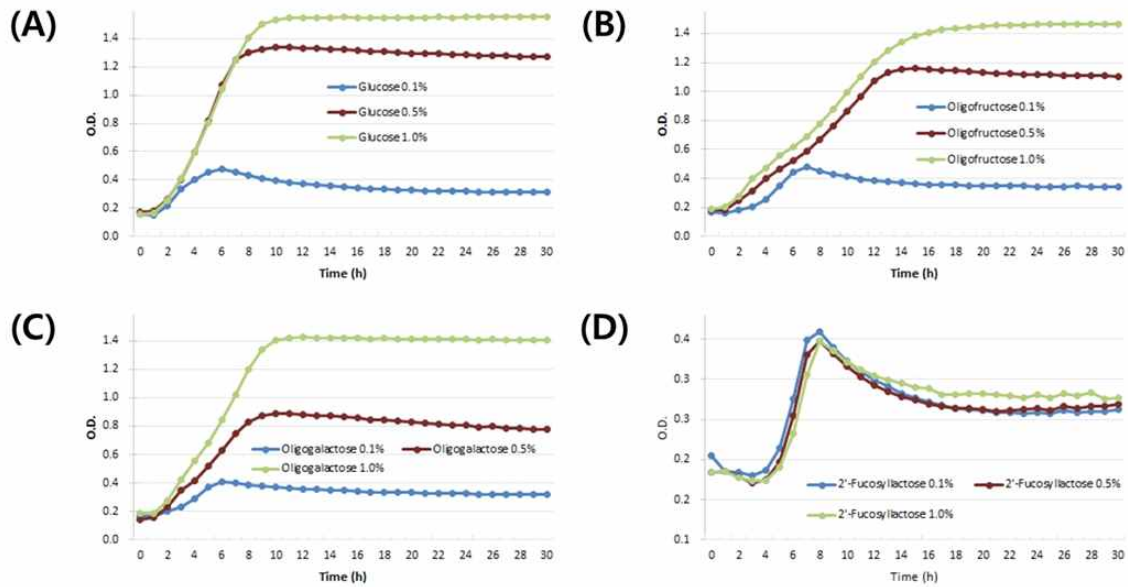 (A)
1.4
1.2
1.0
0.8
0.6
0.4
0.2
0.0
O.D.
Glucose 0.1%
Glucose 0.5%
Glucose 1.0%
0 2 4 6 8 10 12 14 16 18 20 22 24 26 28 30
Time (h)
(B)
1.4
1.2
1.0
0.8
0.6
0.4
0.2
0.0
O.D.
Oligofructose 0.1%
Oligofructose 0.5%
Oligofructose 1.0%
0 2 4 6 8 10 12 14 16 18 20 22 24 26 28 30
Time (h)
(C)
1.4
1.2
1.0
0.8
0.6
0.4
0.2
0.0
O.D.
Oligogalactose 0.1% Oligogalactose 0.5%
Oligogalactose 1.0%
0 2 4 6 8 10 12 14 16 18 20 22 24 26 28 30
Time (h)
(D)
0.4
0.3
0.3
0.2
0.2
0.1
O.D.
2'-Fucosyllactose 0.1% 2'-Fucosyllactose 0.5%
2'-Fucosyllactose 1.0%
0 2 4 6 8 10 12 14 16 18 20 22 24 26 28 30
Time (h)